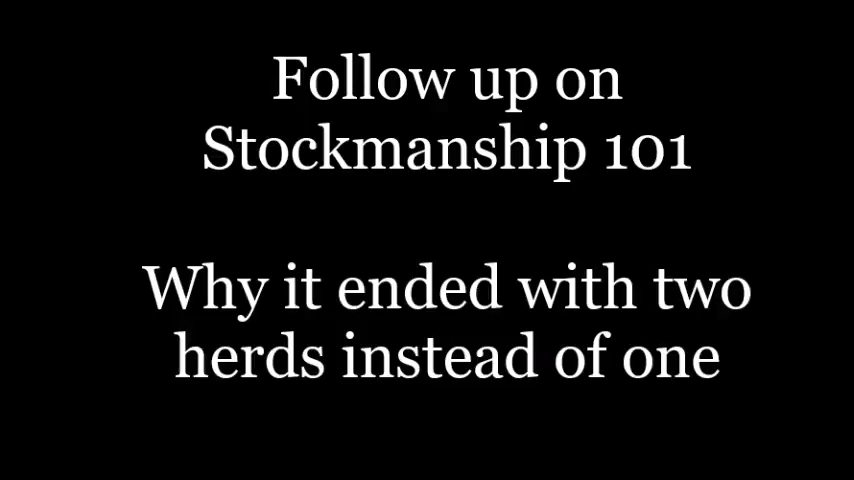 Follow up on
Stockmanship 101
Why it ended with two
herds instead of one